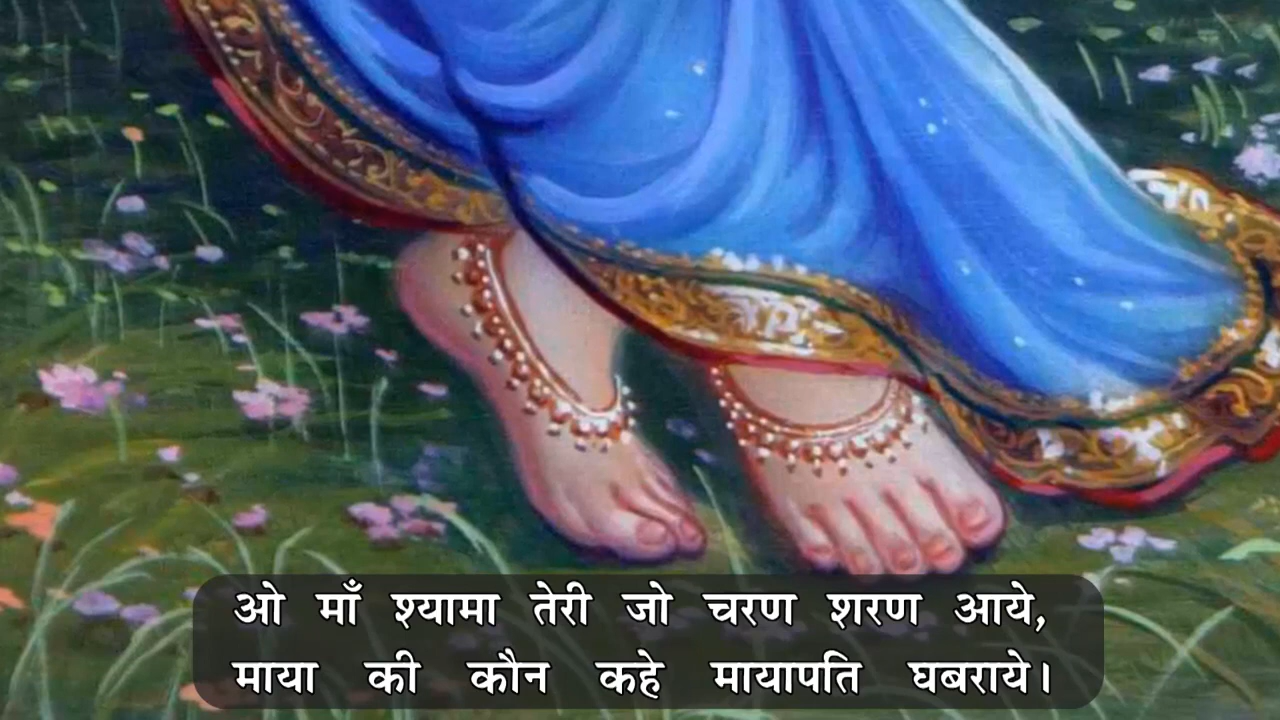 ओ माँ श्यामा तेरी जो चरण शरण आये,
माया की कौन कहे मायापति घबराये।